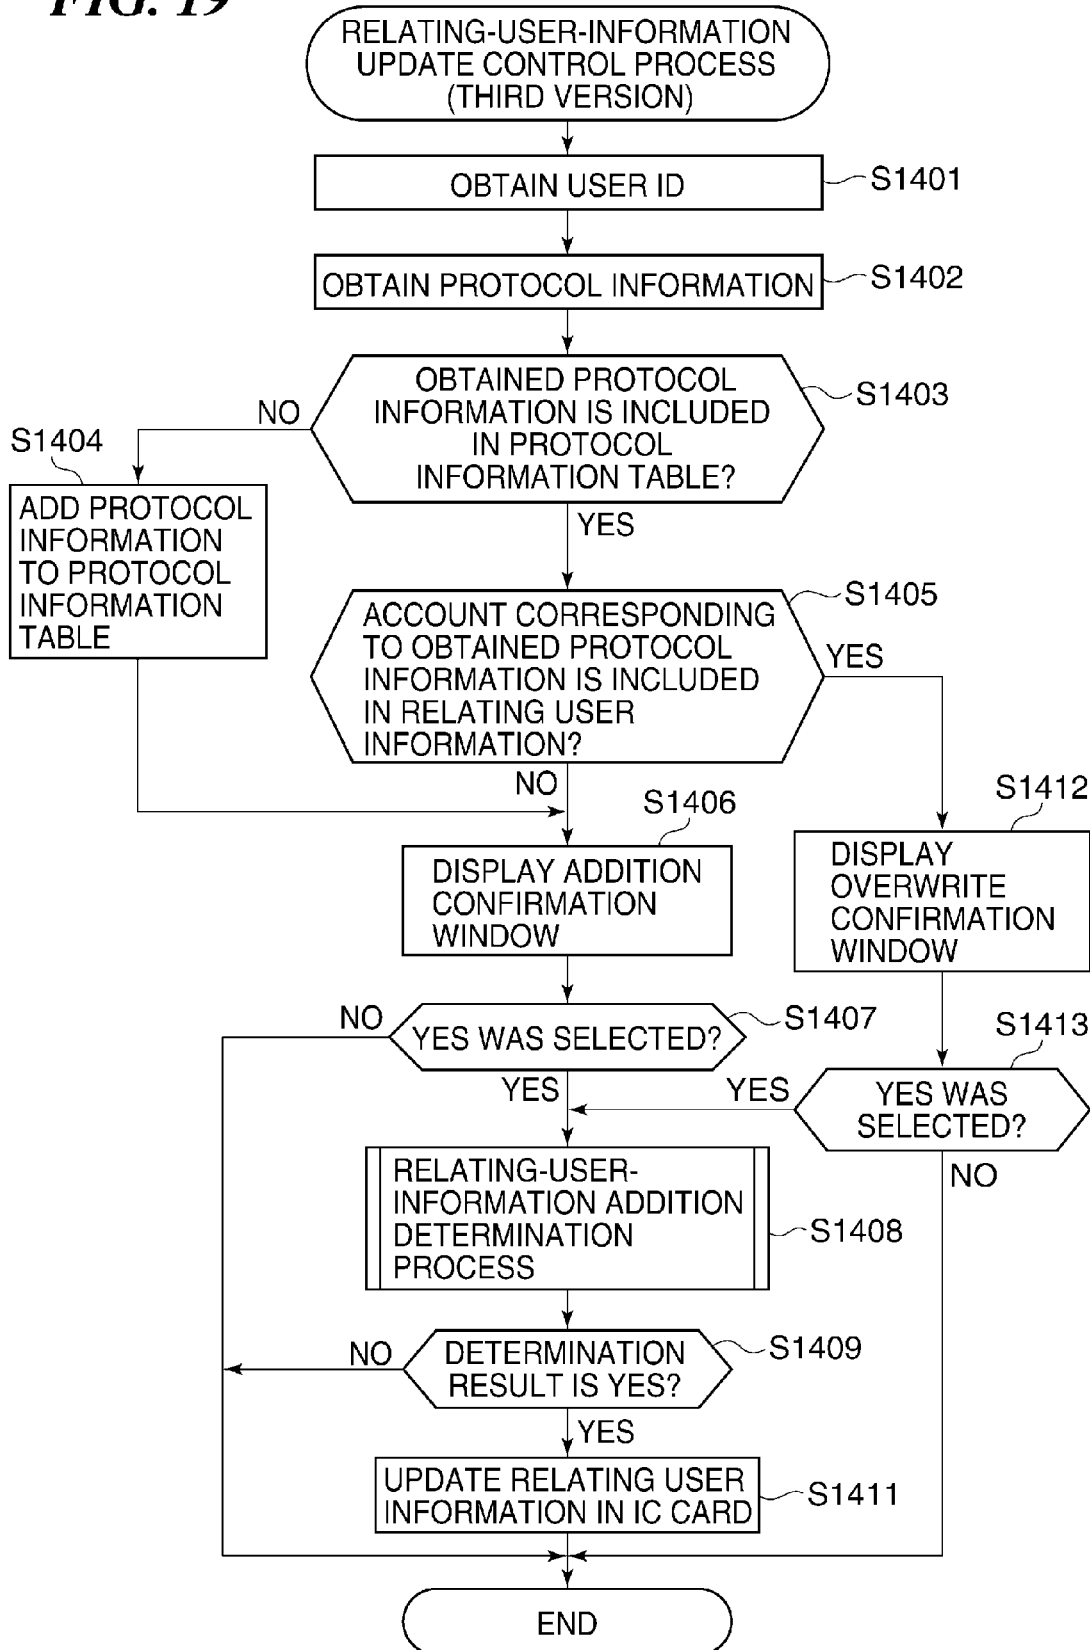 FIG. 19
RELATING-USER-INFORMATION
UPDATE CONTROL PROCESS
(THIRD VERSION)
OBTAIN USER ID
S1401
OBTAIN PROTOCOL INFORMATION
S1402
OBTAINED PROTOCOL
INFORMATION IS INCLUDED
IN PROTOCOL
INFORMATION TABLE?
S1403
NO
S1404
ADD PROTOCOL
INFORMATION
TO PROTOCOL
INFORMATION
TABLE
YES
ACCOUNT CORRESPONDING
TO OBTAINED PROTOCOL
INFORMATION IS INCLUDED
IN RELATING USER
INFORMATION?
S1405
YES
NO
S1406
DISPLAY ADDITION
CONFIRMATION
WINDOW
S1412
DISPLAY
OVERWRITE
CONFIRMATION
WINDOW
NO
YES WAS SELECTED?
S1407
S1413
YES
YES
YES WAS
SELECTED?
NO
RELATING-USER-
INFORMATION ADDITION
DETERMINATION
PROCESS
S1408
NO
DETERMINATION
RESULT IS YES?
S1409
YES
UPDATE RELATING USER
INFORMATION IN IC CARD
S1411
END